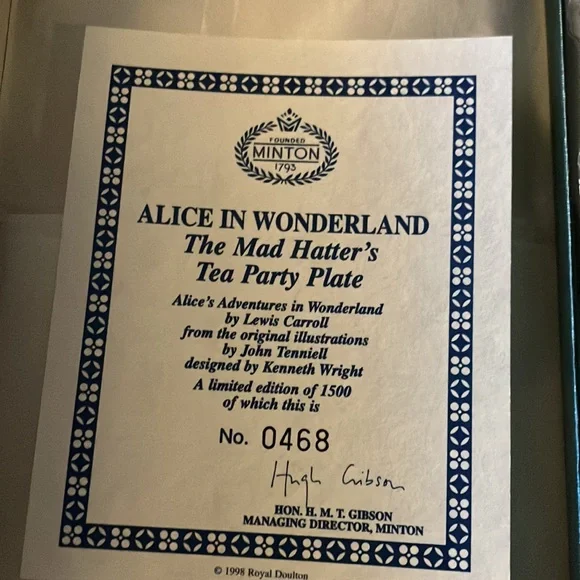 FOUNDED
MINTON
1793
ALICE IN WONDERLAND
The Mad Hatter's
Tea Party Plate
Alice's Adventures in Wonderland
by Lewis Carroll
from the original illustrations
by John Tenniell
designed by Kenneth Wright
A limited edition of 1500
of which this is
No. 0468
Hugh Gibson
HON. H. M. T. GIBSON
MANAGING DIRECTOR, MINTON
© 1998 Royal Doulton